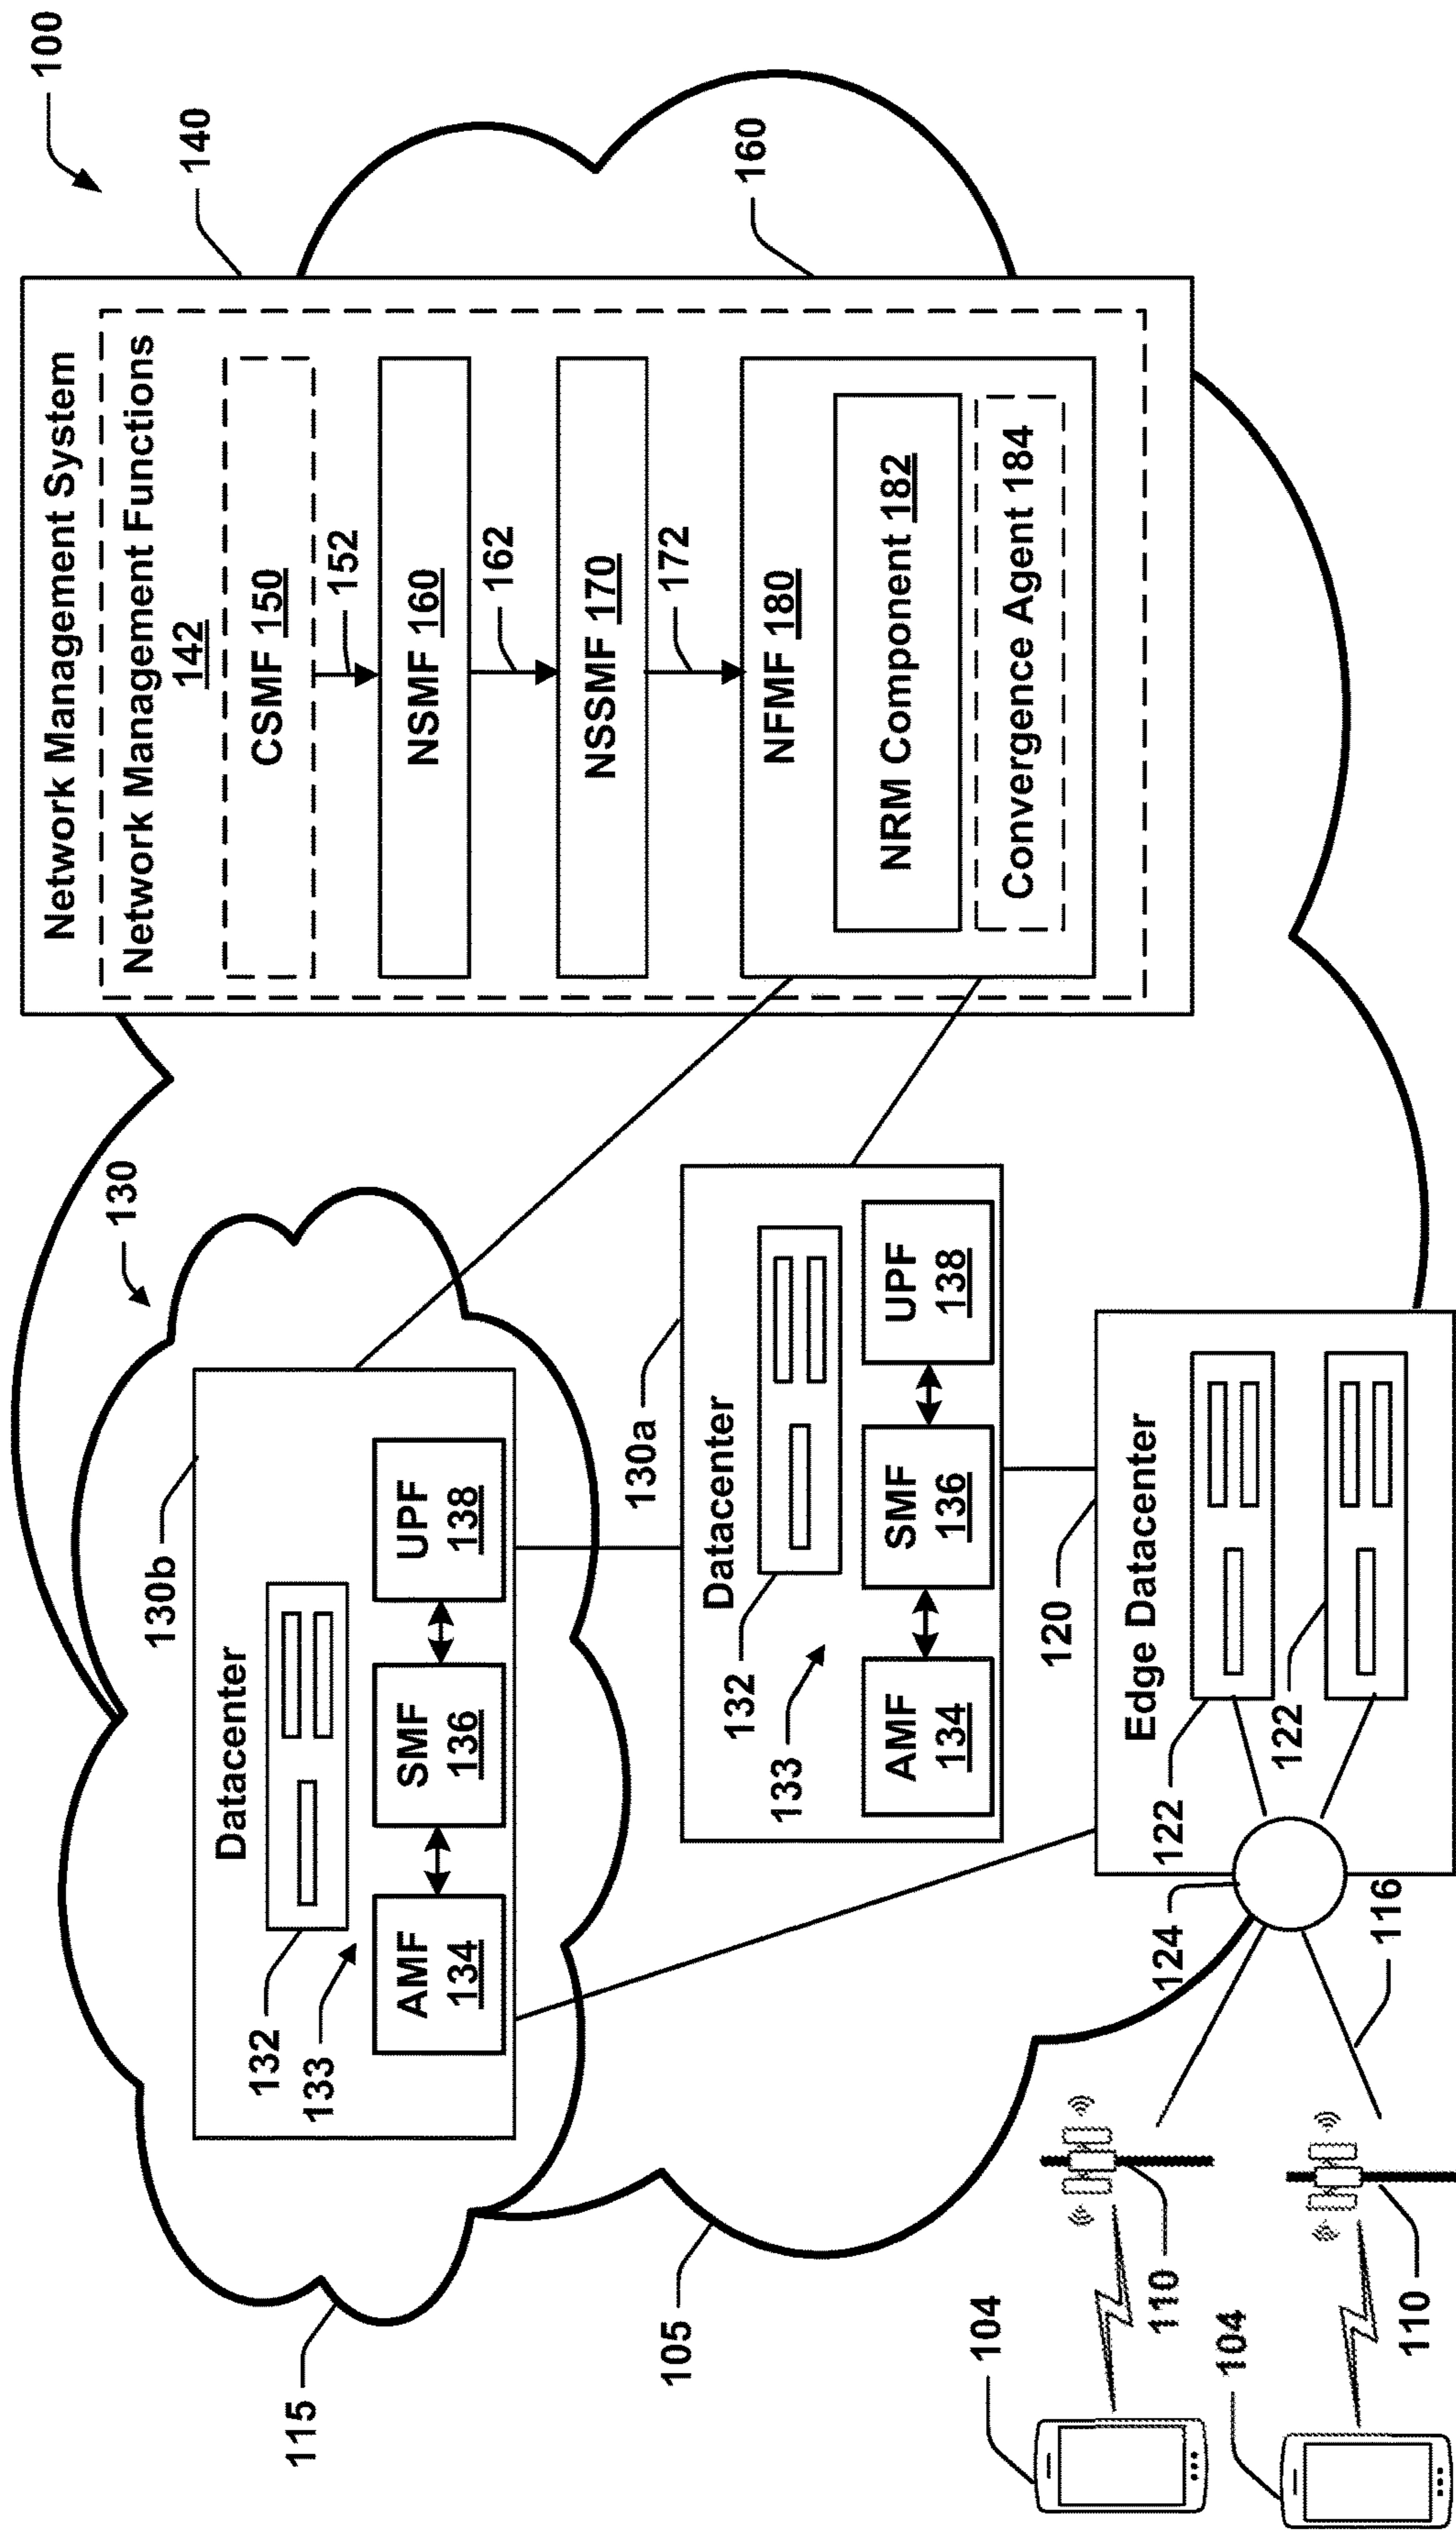 100
140
Network Management System
Network Management Functions
142
CSMF 150
152
NSMF 160
162
NSSMF 170
172
NFMF 180
NRM Component 182
Convergence Agent 184
160
130
130b
Datacenter
132
133
AMF
134
SMF
136
UPF
138
115
130a
Datacenter
132
133
AMF
134
SMF
136
UPF
138
105
120
Edge Datacenter
122
122
124
116
110
110
104
104